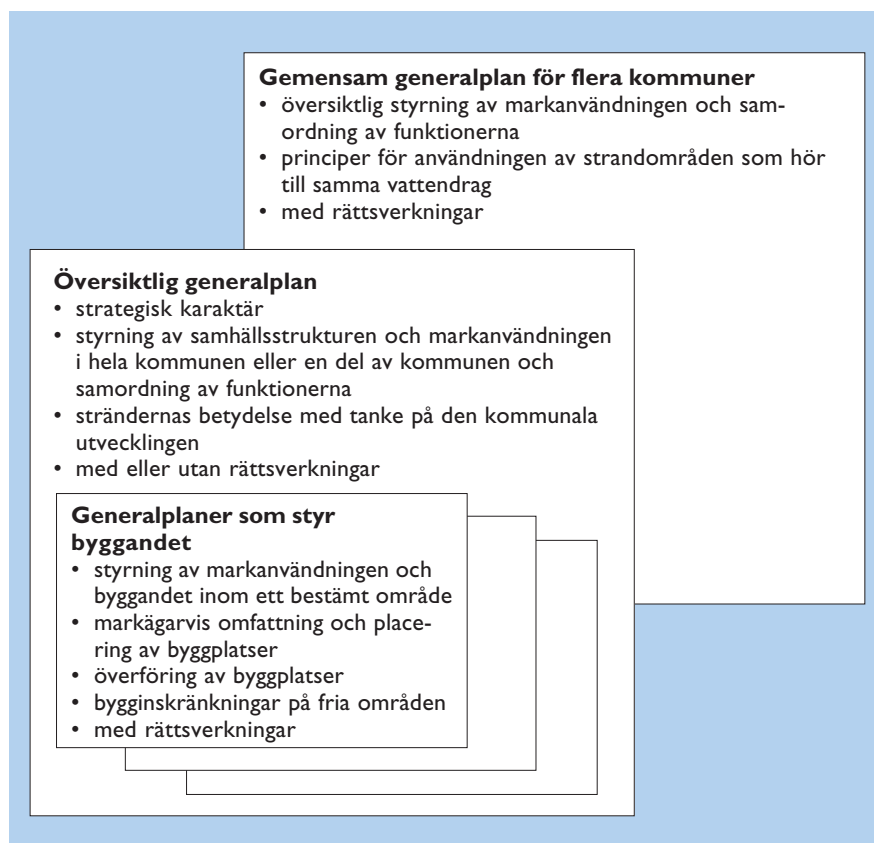 Gemensam generalplan för flera kommuner
• översiktlig styrning av markanvändningen och sam-
ordning av funktionerna
• principer för användningen av strandområden som hör
till samma vattendrag
• med rättsverkningar
Översiktlig generalplan
• strategisk karaktär
• styrning av samhällsstrukturen och markanvändningen
i hela kommunen eller en del av kommunen och
samordning av funktionerna
• strändernas betydelse med tanke på den kommunala
utvecklingen
• med eller utan rättsverkningar
Generalplaner som styr
byggandet
• styrning av markanvändningen och
byggandet inom ett bestämt område
• markägarvis omfattning och place-
ring av byggplatser
• överföring av byggplatser
• bygginskränkningar på fria områden
• med rättsverkningar